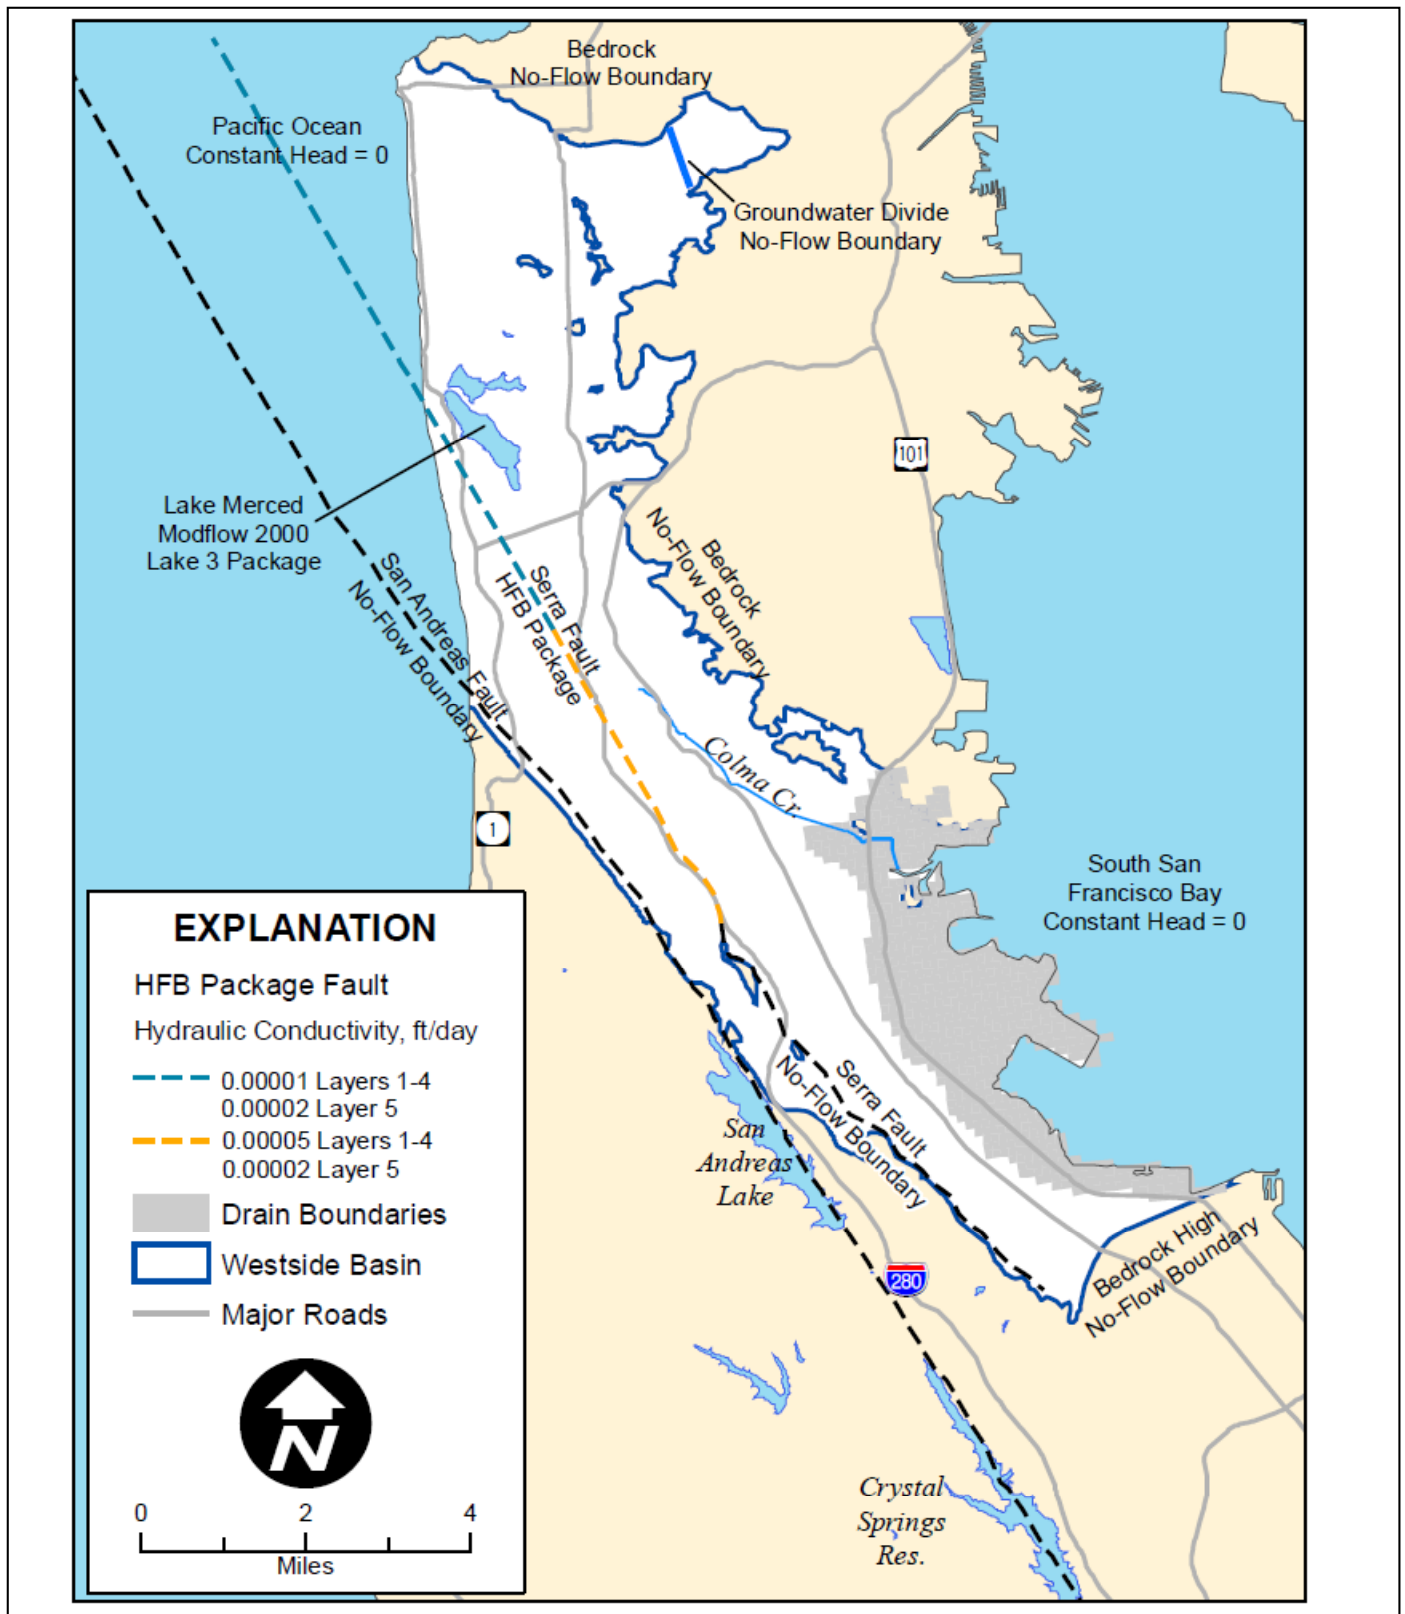 Bedrock
No-Flow Boundary
Pacific Ocean
Constant Head = 0
Groundwater Divide
No-Flow Boundary
101
Lake Merced
Modflow 2000
Lake 3 Package
Bedrock
No-Flow Boundary
San Andreas Fault
No-Flow Boundary
Serra Fault
HFB Package
Colma Cr.
1
South San
Francisco Bay
Constant Head = 0
Serra Fault
No-Flow Boundary
San
Andreas
Lake
Bedrock High
No-Flow Boundary
280
Crystal
Springs
Res.
EXPLANATION
HFB Package Fault
Hydraulic Conductivity, ft/day
0.00001 Layers 1-4
0.00002 Layer 5
0.00005 Layers 1-4
0.00002 Layer 5
Drain Boundaries
Westside Basin
Major Roads
N
0 2 4
Miles